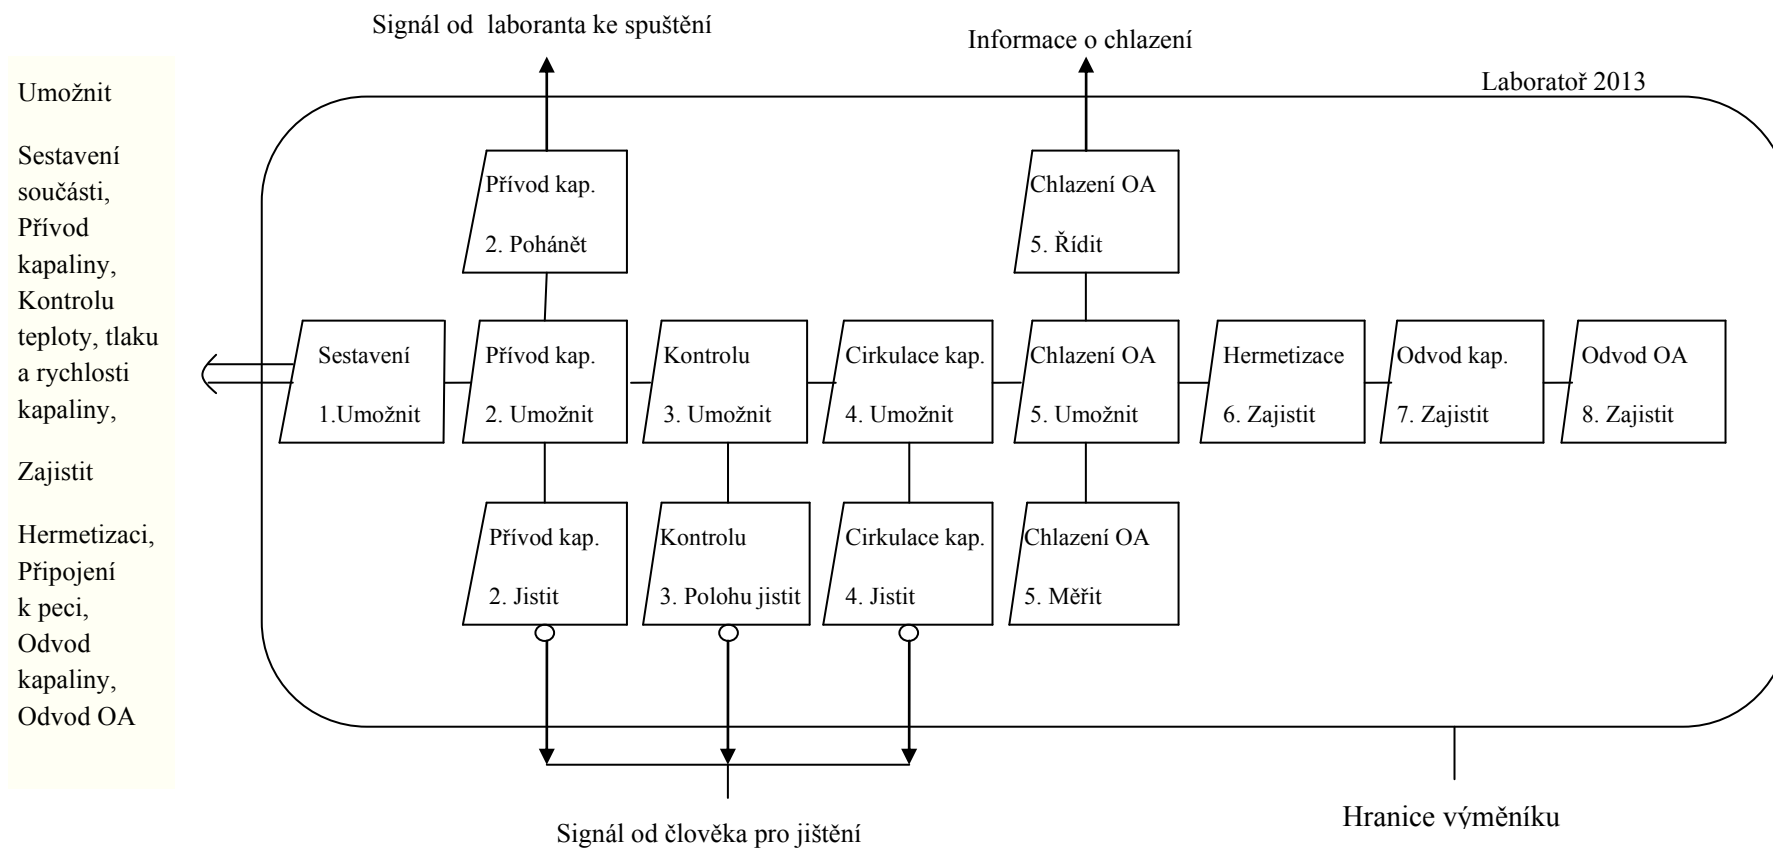 Signál od laboranta ke spuštění
Informace o chlazení
Laboratoř 2013
Umožnit
Sestavení
součásti,
Přívod
kapaliny,
Kontrolu
teploty, tlaku
a rychlosti
kapaliny,
Zajistit
Hermetizaci,
Připojení
k peci,
Odvod
kapaliny,
Odvod OA
Přívod kap.
2. Pohánět
Chlazení OA
5. Řídit
Sestavení
1.Umožnit
Přívod kap.
2. Umožnit
Kontrolu
3. Umožnit
Cirkulace kap.
4. Umožnit
Chlazení OA
5. Umožnit
Hermetizace
6. Zajistit
Odvod kap.
7. Zajistit
Odvod OA
8. Zajistit
Přívod kap.
2. Jistit
Kontrolu
3. Polohu jistit
Cirkulace kap.
4. Jistit
Chlazení OA
5. Měřit
Signál od člověka pro jištění
Hranice výměníku